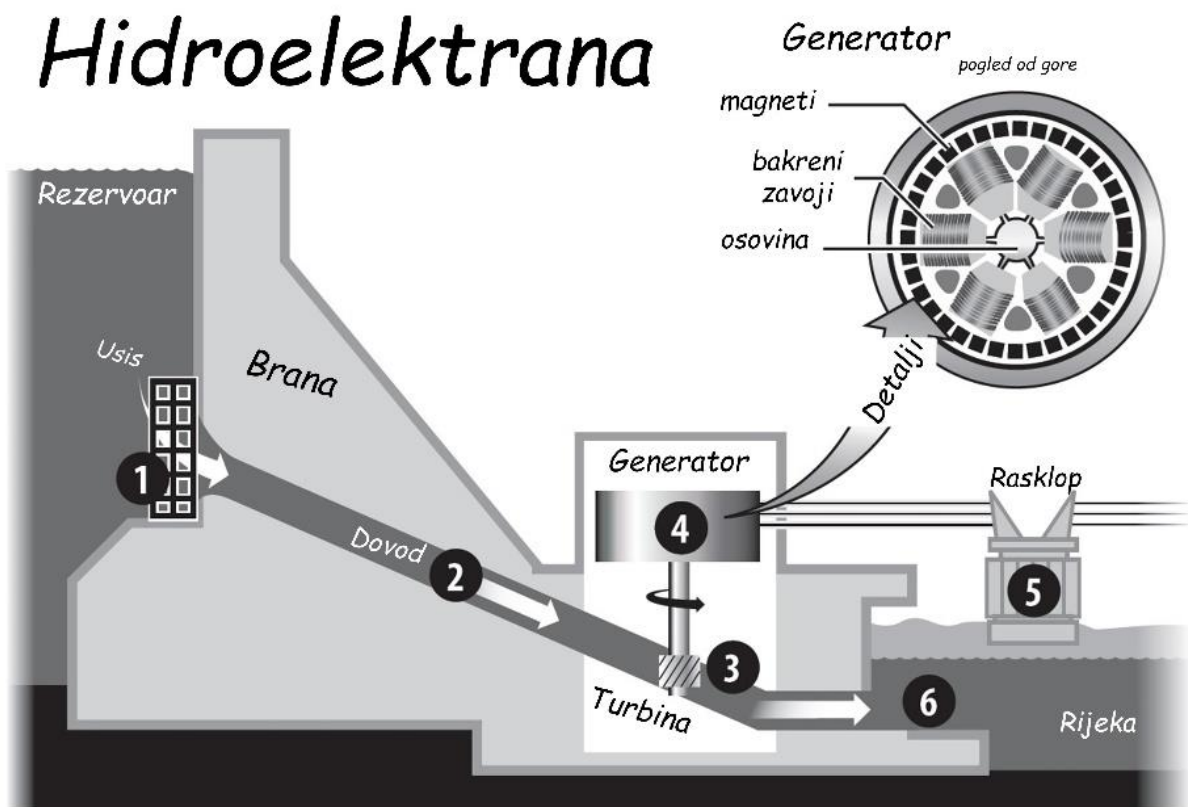 Hidroelektrana
Generator
pogled od gore
magneti
bakreni
zavoji
osovina
Rezervoar
Usis
Brana
Detalji
Generator
Rasklop
1
4
Dovod
2
5
3
Turbina
6
Rijeka